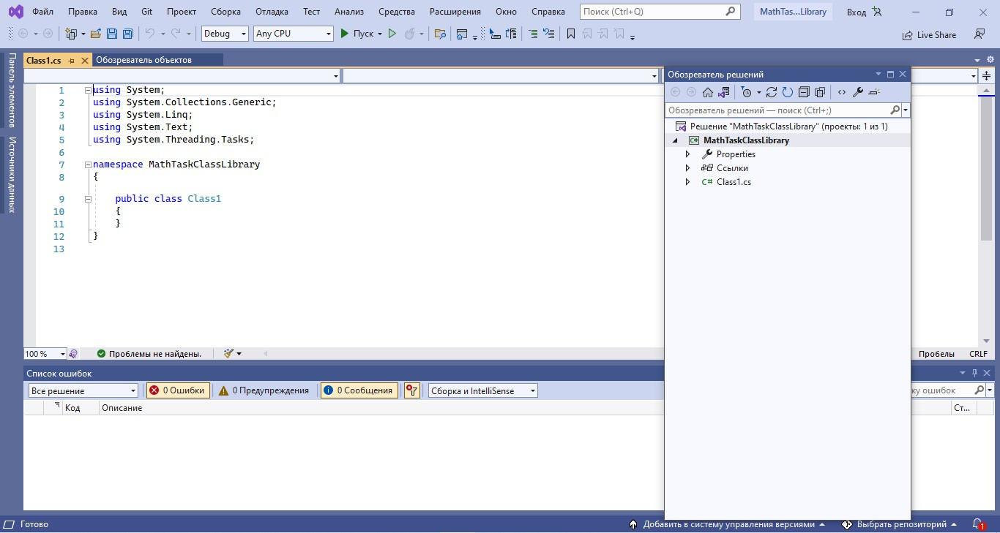 Файл Правка Вид Git Проект Сборка Отладка Тест Анализ Средства Расширения Окно Справка Поиск (Ctrl+Q) MathTas...Library Вход
Debug Any CPU Пуск Live Share
Панель элементов
Источники данных
Class1.cs Обозреватель объектов
1 using System;
2 using System.Collections.Generic;
3 using System.Linq;
4 using System.Text;
5 using System.Threading.Tasks;
6
7 namespace MathTaskClassLibrary
8 {
9 public class Class1
10 {
11 }
12 }
13
100 % Проблемы не найдены. Пробелы CRLF
Обозреватель решений
Обозреватель решений — поиск (Ctrl+;)
Решение "MathTaskClassLibrary" (проекты: 1 из 1)
C# MathTaskClassLibrary
Properties
Ссылки
C# Class1.cs
Список ошибок
Все решение 0 Ошибки 0 Предупреждения 0 Сообщения Сборка и IntelliSense ку ошибок
Код Описание Ст...
Готово Добавить в систему управления версиями Выбрать репозиторий 1